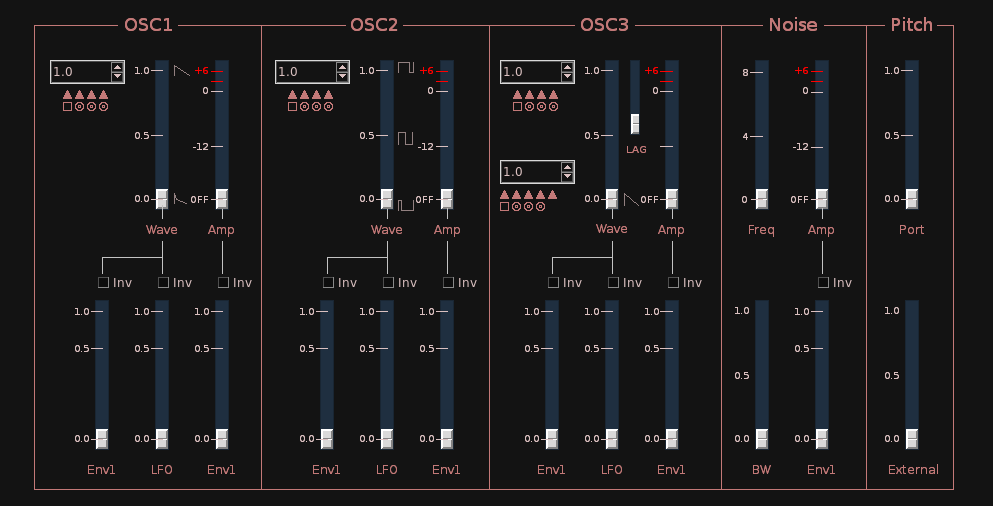 OSC1 OSC2 OSC3 Noise Pitch
1.0 1.0 +6 1.0 1.0 +6 1.0 1.0 +6 8 +6 1.0
0 0 0 0
0.5 0.5 0.5 4 0.5
-12 -12 LAG -12
1.0
0.0 OFF 0.0 OFF 0.0 OFF 0 OFF 0.0
Wave Amp Wave Amp Wave Amp Freq Amp Port
Inv Inv Inv Inv Inv Inv Inv Inv Inv Inv
1.0 1.0 1.0 1.0 1.0 1.0 1.0 1.0 1.0 1.0 1.0 1.0
0.5 0.5 0.5 0.5 0.5 0.5 0.5 0.5 0.5 0.5 0.5 0.5
0.0 0.0 0.0 0.0 0.0 0.0 0.0 0.0 0.0 0.0 0.0 0.0
Env1 LFO Env1 Env1 LFO Env1 Env1 LFO Env1 BW Env1 External